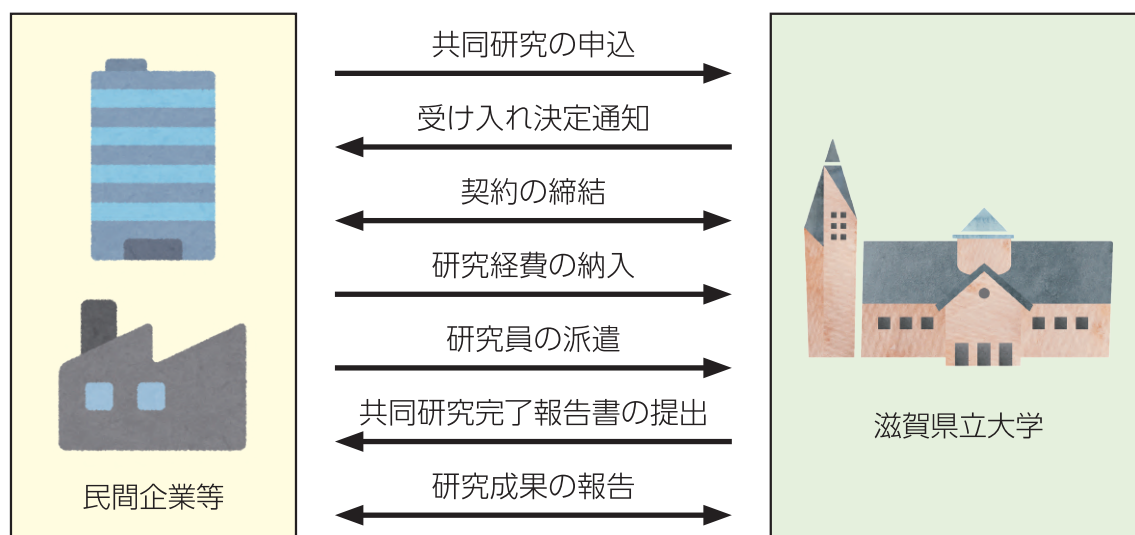 共同研究の申込
受け入れ決定通知
契約の締結
研究経費の納入
研究員の派遣
共同研究完了報告書の提出
研究成果の報告
民間企業等
滋賀県立大学